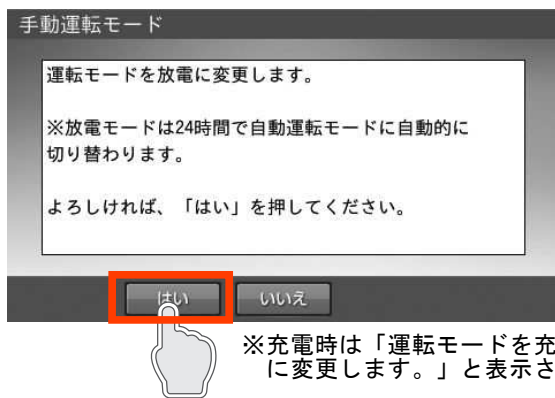 手動運転モード
運転モードを放電に変更します。
※放電モードは24時間で自動運転モードに自動的に
切り替わります。
よろしければ、「はい」を押してください。
はい
いいえ
※充電時は「運転モードを充
に変更します。」と表示さ